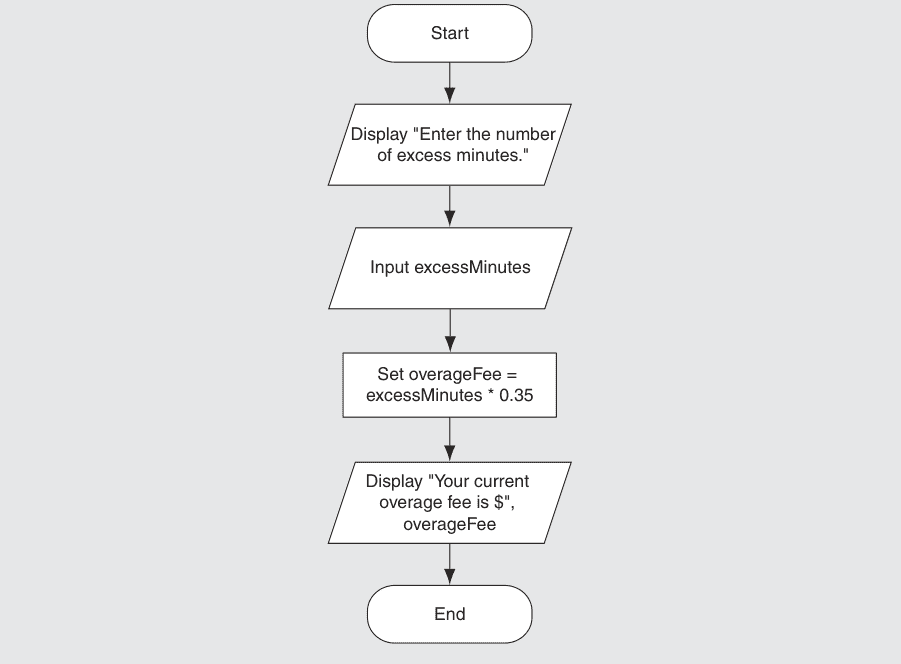 Start
Display "Enter the number
of excess minutes."
Input excessMinutes
Set overageFee =
excessMinutes * 0.35
Display "Your current
overage fee is $",
overageFee
End